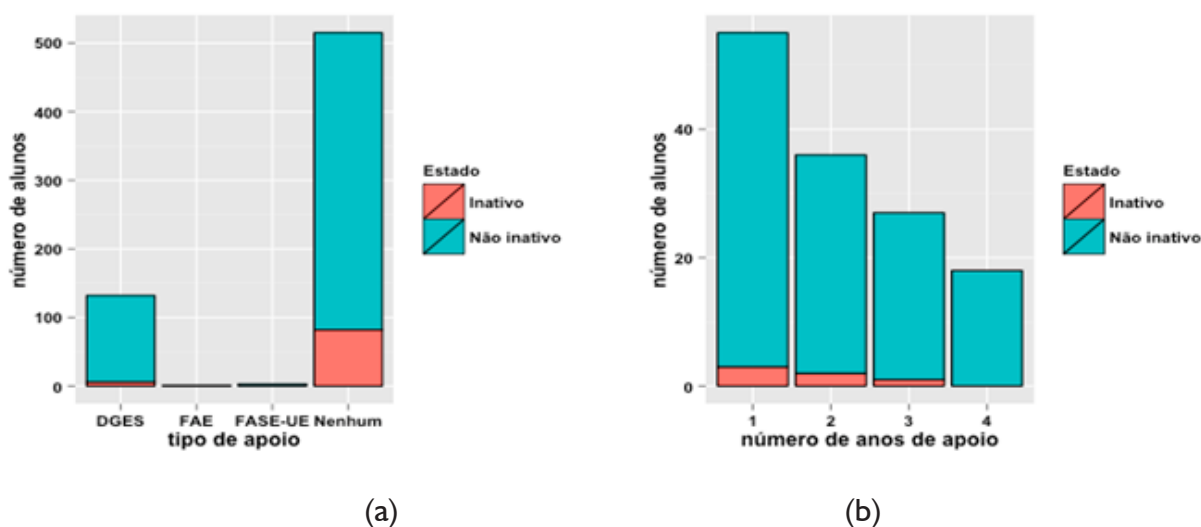 número de alunos
500
400
300
200
100
0
DGES FAE FASE-UE Nenhum
tipo de apoio
Estado
Inativo
Não inativo
(a)
número de alunos
40
20
0
1 2 3 4
número de anos de apoio
Estado
Inativo
Não inativo
(b)